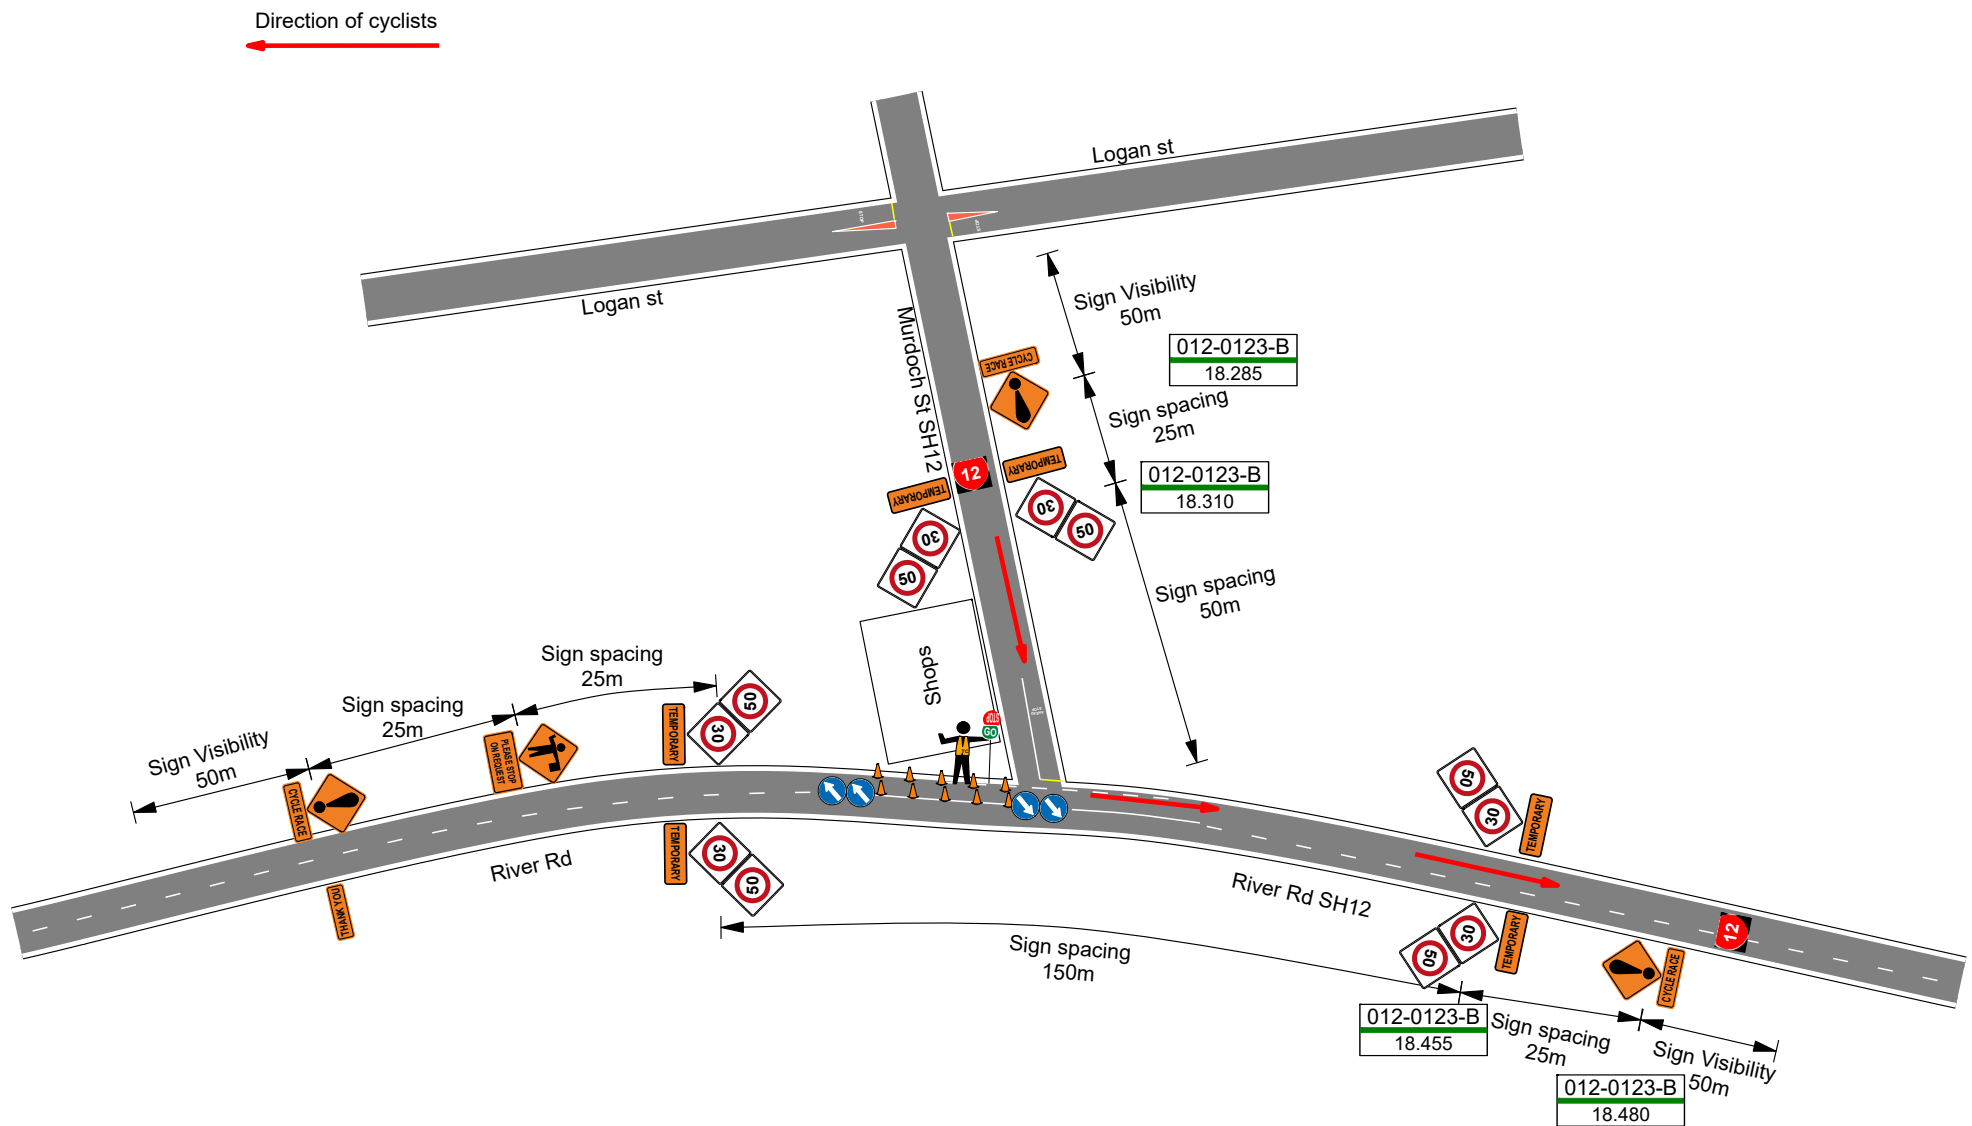 Direction of cyclists
Logan st
STOP
STOP
Logan st
Sign Visibility
50m
012-0123-B
18.285
CYCLE RACE
Murdoch St SH12
Sign spacing
25m
TEMPORARY
12
012-0123-B
18.310
TEMPORARY
30
50
30
50
Sign spacing
50m
Shops
Sign spacing
25m
Sign spacing
25m
Sign Visibility
50m
50
30
TEMPORARY
PLEASE STOP
ON REQUEST
CYCLE RACE
STOP
GO
THANK YOU
River Rd
TEMPORARY
30
50
50
30
TEMPORARY
River Rd SH12
12
30
50
TEMPORARY
CYCLE RACE
Sign spacing
150m
012-0123-B
18.455
Sign spacing
25m
Sign Visibility
50m
012-0123-B
18.480